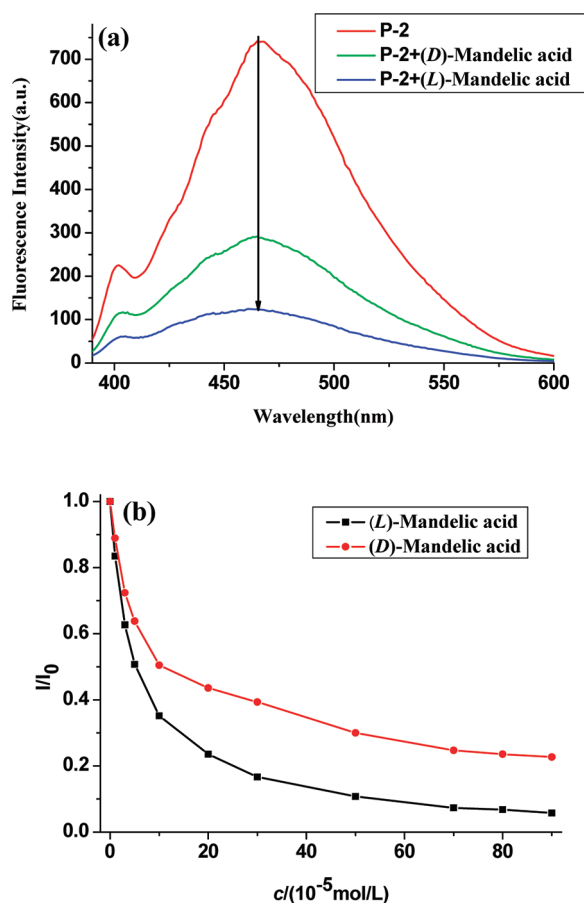 (a)
P-2
P-2+(D)-Mandelic acid
P-2+(L)-Mandelic acid
Fluorescence Intensity(a.u.)
700
600
500
400
300
200
100
0
400 450 500 550 600
Wavelength(nm)
(b)
(L)-Mandelic acid
(D)-Mandelic acid
I/I0
1.0
0.8
0.6
0.4
0.2
0.0
0 20 40 60 80
c/(10-5mol/L)